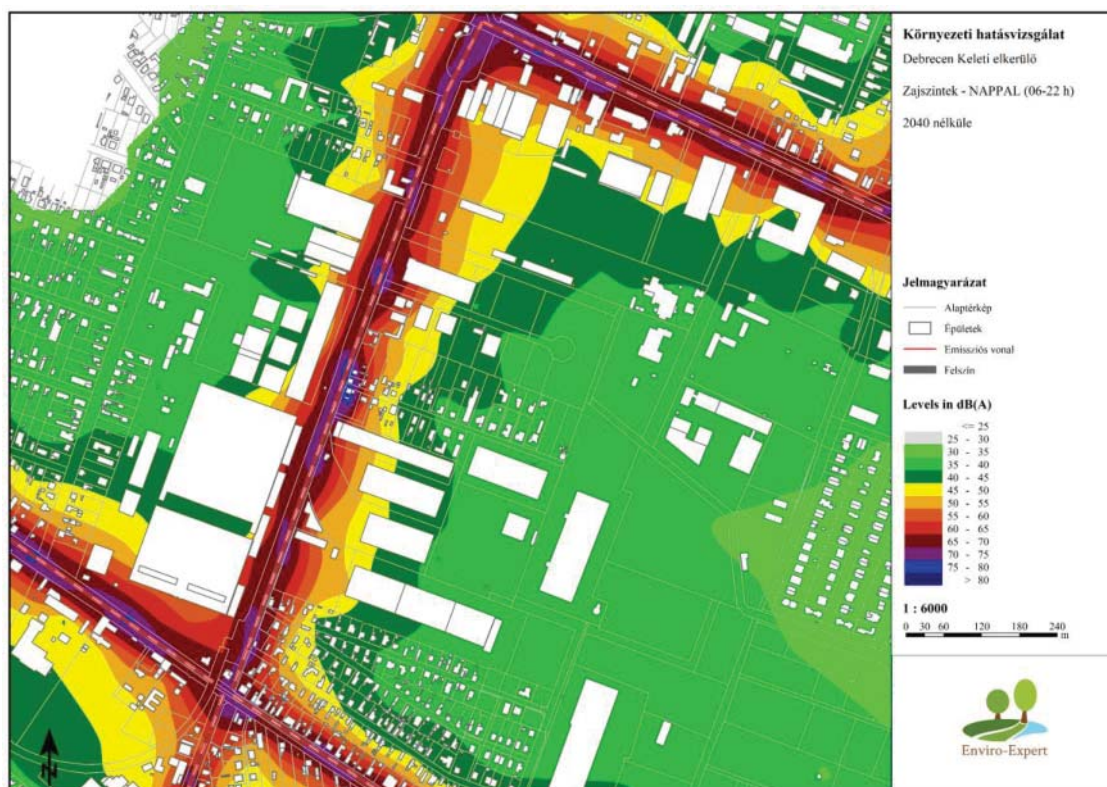 Környezeti hatásvizsgálat
Debrecen Keleti elkerülő
Zajszintek - NAPPAL (06-22 h)
2040 nélküle
Jelmagyarázat
Alaptérkép
Épületek
Emissziós vonal
Felszín
Levels in dB(A)
<= 25
25 - 30
30 - 35
35 - 40
40 - 45
45 - 50
50 - 55
55 - 60
60 - 65
65 - 70
70 - 75
75 - 80
> 80
1 : 6000
0 30 60 120 180 240
m
N
Enviro-Expert